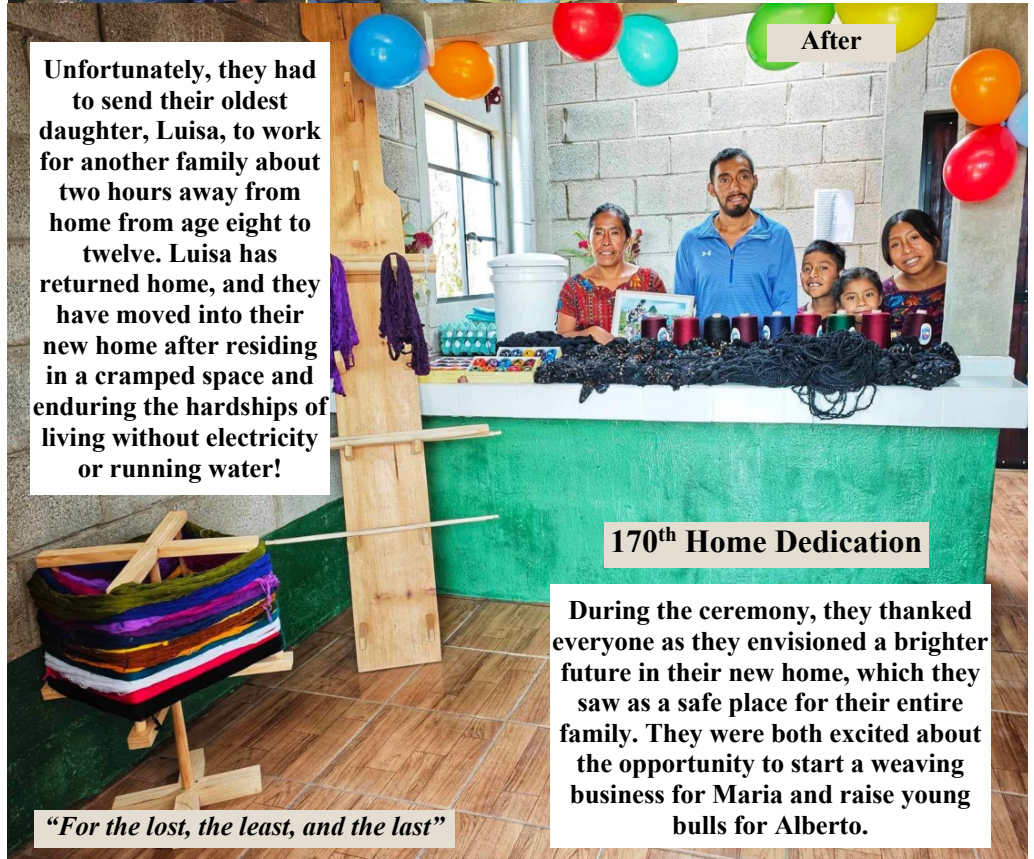 After
Unfortunately, they had
to send their oldest
daughter, Luisa, to work
for another family about
two hours away from
home from age eight to
twelve. Luisa has
returned home, and they
have moved into their
new home after residing
in a cramped space and
enduring the hardships of
living without electricity
or running water!
170th Home Dedication
During the ceremony, they thanked
everyone as they envisioned a brighter
future in their new home, which they
saw as a safe place for their entire
family. They were both excited about
the opportunity to start a weaving
business for Maria and raise young
bulls for Alberto.
“For the lost, the least, and the last”